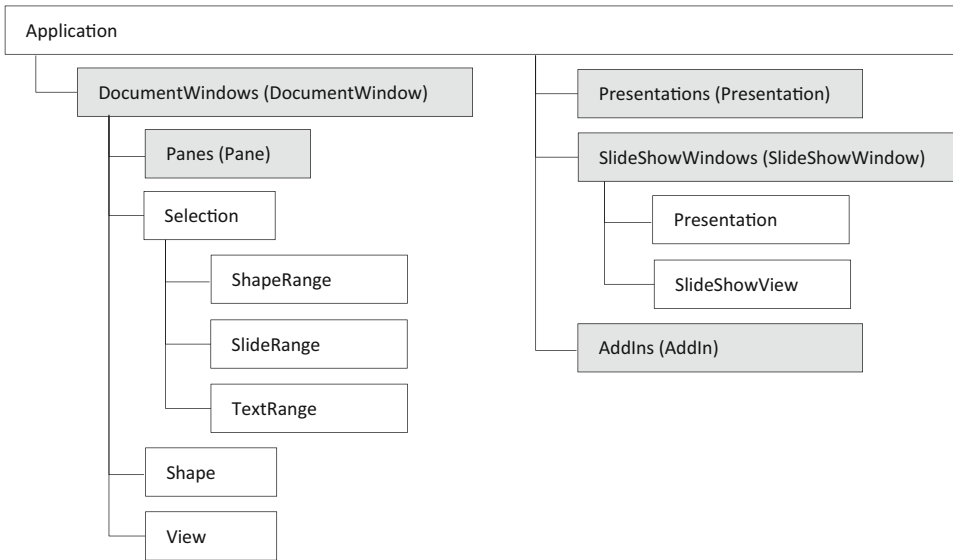 Application
DocumentWindows (DocumentWindow)
Panes (Pane)
Selection
ShapeRange
SlideRange
TextRange
Shape
View
Presentations (Presentation)
SlideShowWindows (SlideShowWindow)
Presentation
SlideShowView
AddIns (AddIn)